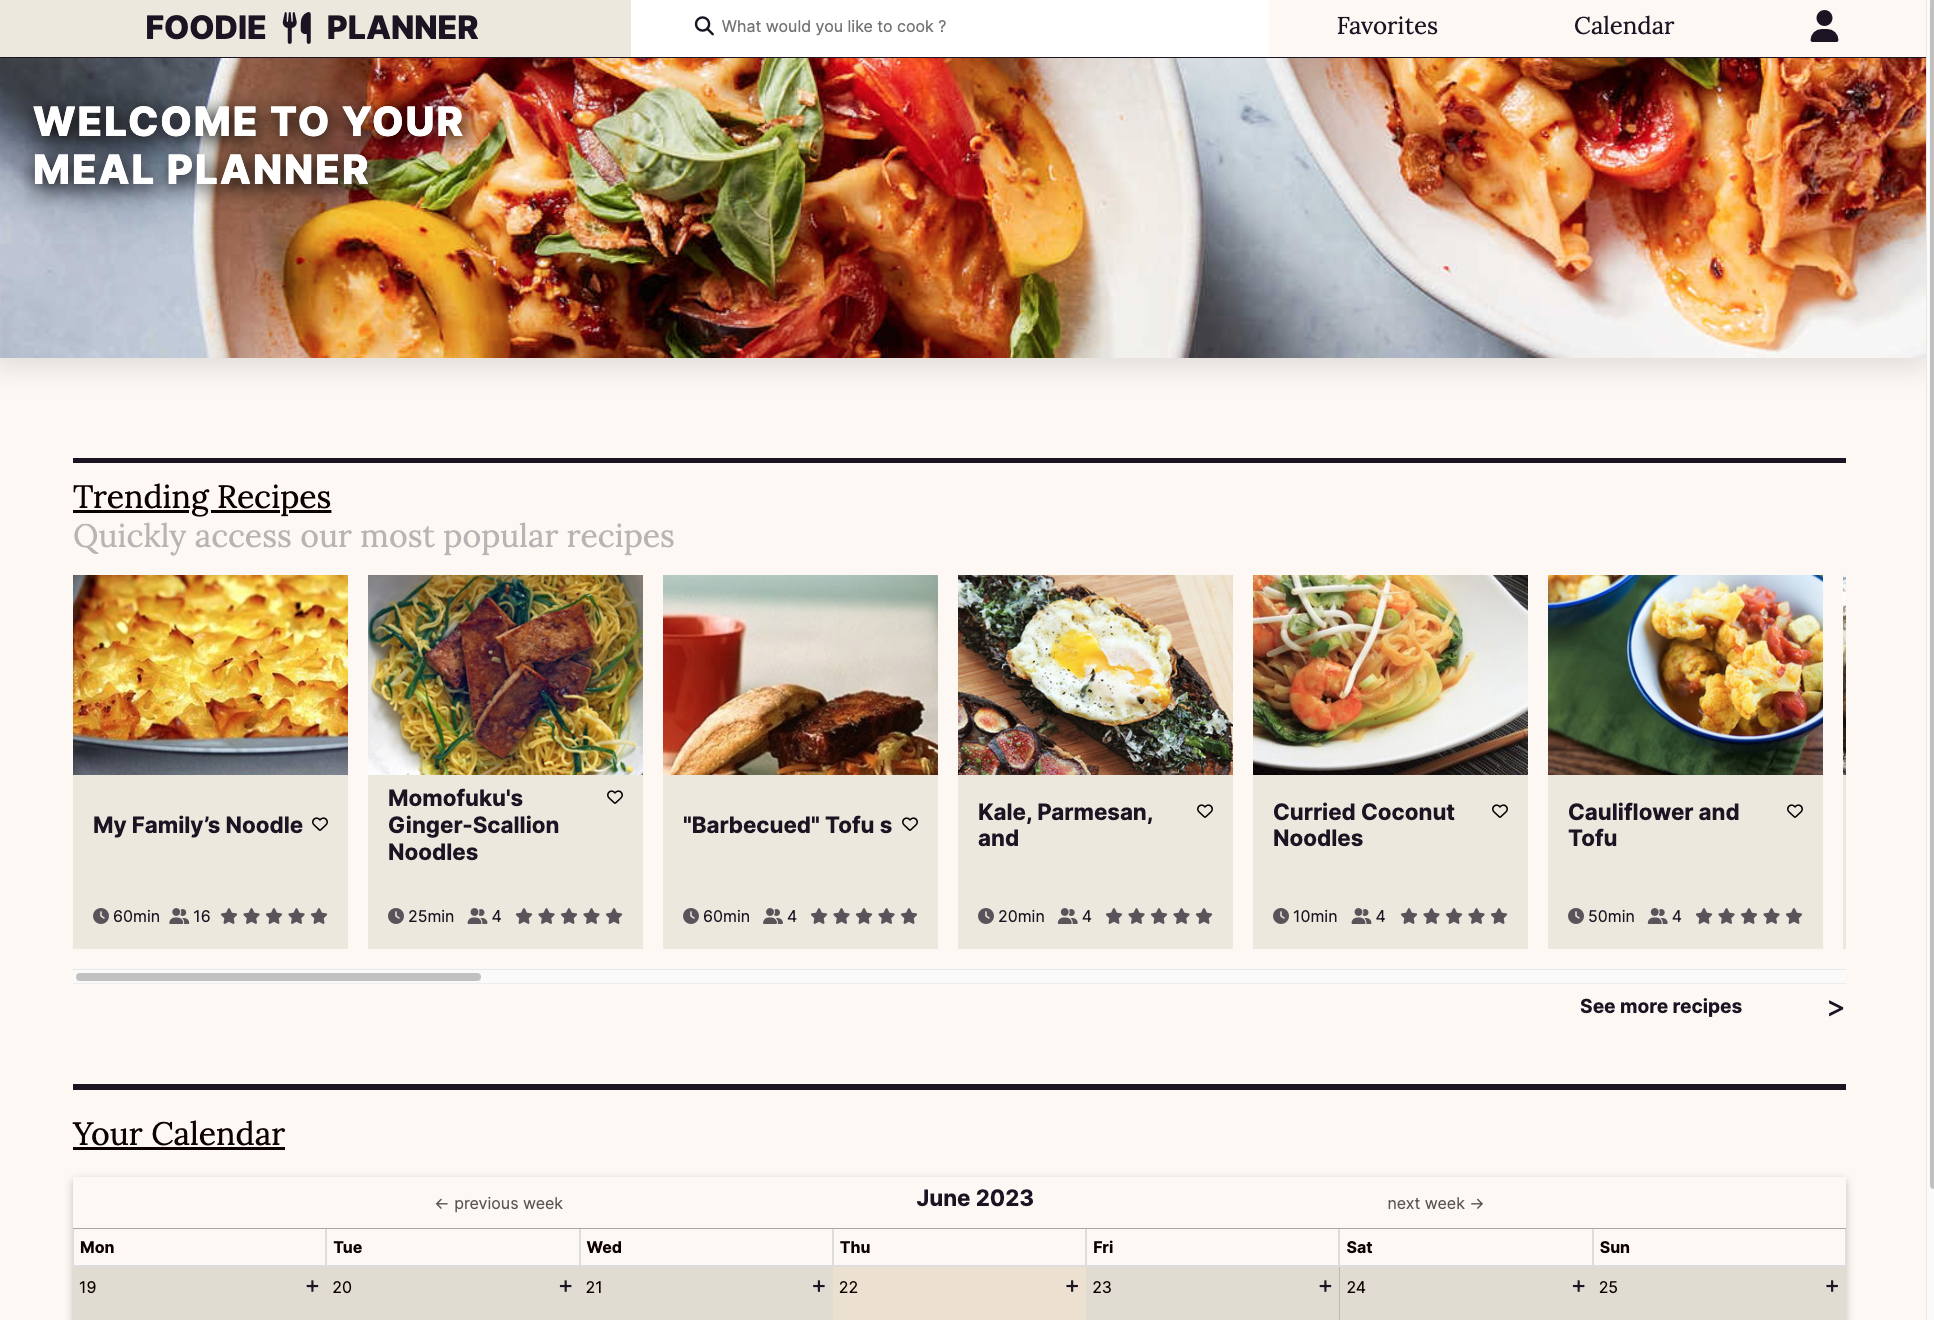 FOODIE PLANNER
What would you like to cook ?
Favorites
Calendar
WELCOME TO YOUR
MEAL PLANNER
Trending Recipes
Quickly access our most popular recipes
My Family’s Noodle
60min 16
Momofuku's
Ginger-Scallion
Noodles
25min 4
"Barbecued" Tofu s
60min 4
Kale, Parmesan,
and
20min 4
Curried Coconut
Noodles
10min 4
Cauliflower and
Tofu
50min 4
See more recipes >
Your Calendar
← previous week
June 2023
next week →
Mon Tue Wed Thu Fri Sat Sun
19 + 20 + 21 + 22 + 23 + 24 + 25 +